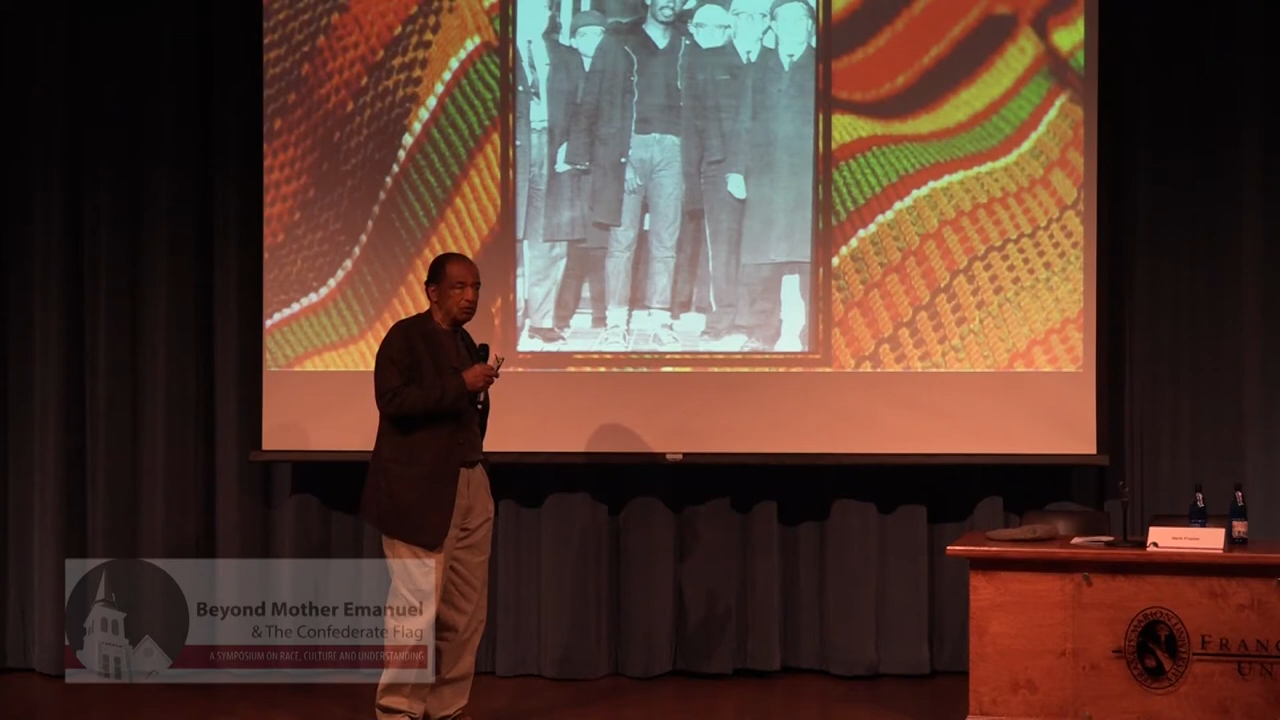 Beyond Mother Emanuel
& The Confederate Flag
A SYMPOSIUM ON RACE, CULTURE AND UNDERSTANDING
FRANC
UN